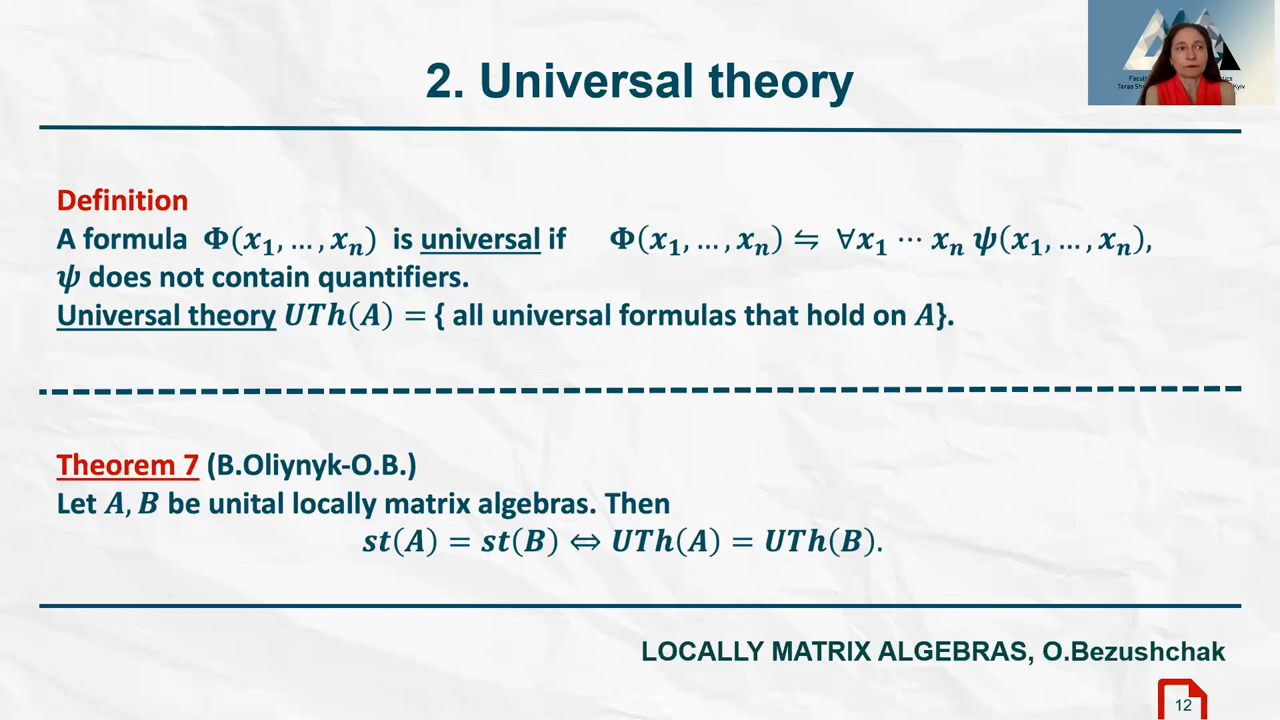 2. Universal theory
Definition
A formula Φ(x₁, … , xₙ) is universal if Φ(x₁, … , xₙ) ⇋ ∀x₁ ⋯ xₙ ψ(x₁, … , xₙ),
ψ does not contain quantifiers.
Universal theory UTh(A) = { all universal formulas that hold on A}.
Theorem 7 (B.Oliynyk-O.B.)
Let A, B be unital locally matrix algebras. Then
st(A) = st(B) ⇔ UTh(A) = UTh(B).
LOCALLY MATRIX ALGEBRAS, O.Bezushchak
12